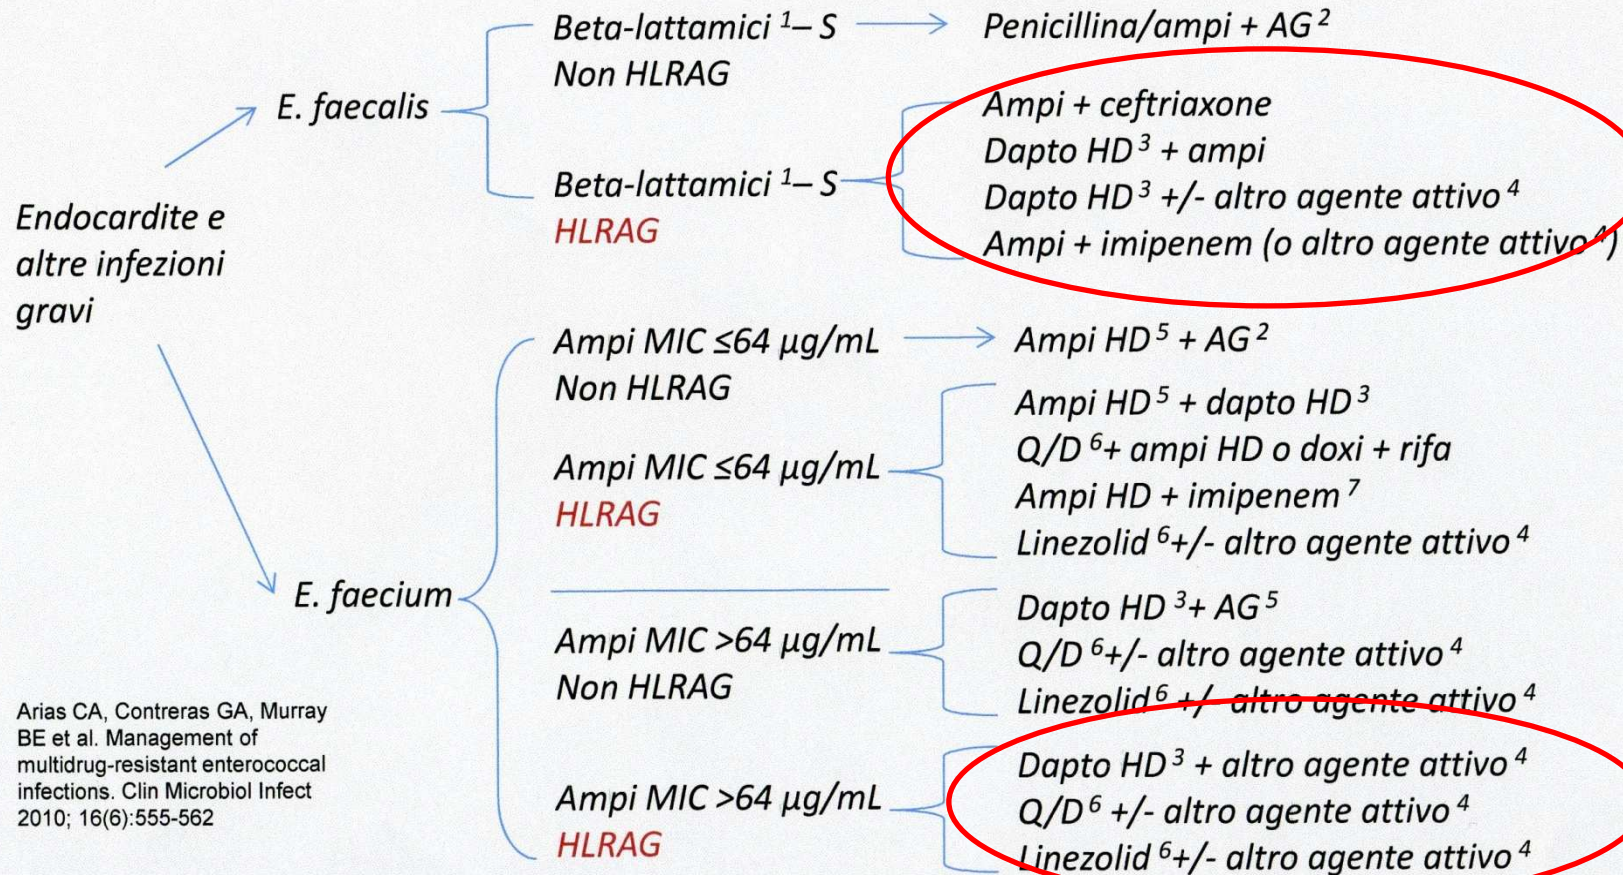 Endocardite e
altre infezioni
gravi
E. faecalis
Beta-lattamici ¹– S
Non HLRAG
Penicillina/ampi + AG ²
Beta-lattamici ¹– S
HLRAG
Ampi + ceftriaxone
Dapto HD ³ + ampi
Dapto HD ³ +/- altro agente attivo ⁴
Ampi + imipenem (o altro agente attivo ⁴)
E. faecium
Ampi MIC ≤64 µg/mL
Non HLRAG
Ampi HD ⁵ + AG ²
Ampi MIC ≤64 µg/mL
HLRAG
Ampi HD ⁵ + dapto HD ³
Q/D ⁶+ ampi HD o doxi + rifa
Ampi HD + imipenem ⁷
Linezolid ⁶+/- altro agente attivo ⁴
Ampi MIC >64 µg/mL
Non HLRAG
Dapto HD ³+ AG ⁵
Q/D ⁶+/- altro agente attivo ⁴
Linezolid ⁶ +/- altro agente attivo ⁴
Ampi MIC >64 µg/mL
HLRAG
Dapto HD ³ + altro agente attivo ⁴
Q/D ⁶ +/- altro agente attivo ⁴
Linezolid ⁶+/- altro agente attivo ⁴
Arias CA, Contreras GA, Murray
BE et al. Management of
multidrug-resistant enterococcal
infections. Clin Microbiol Infect
2010; 16(6):555-562